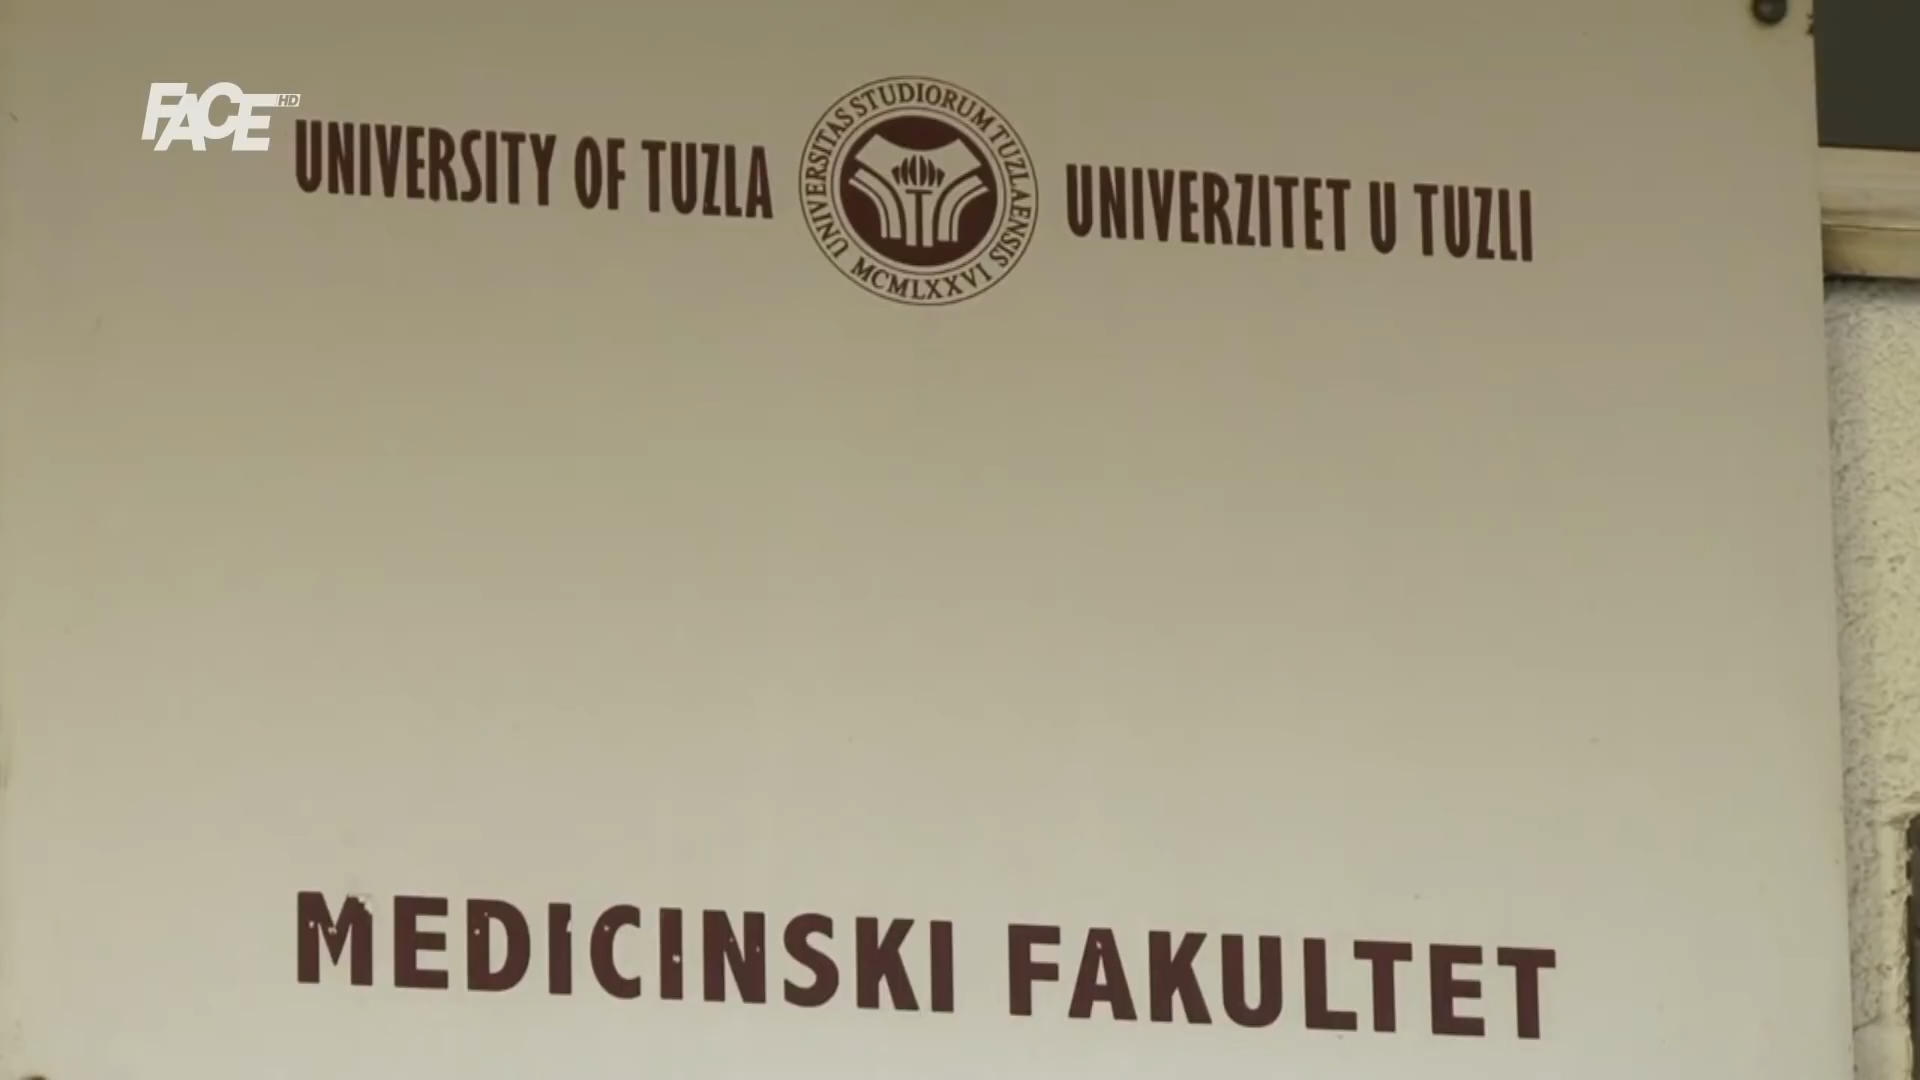 FACE HD
UNIVERSITY OF TUZLA
UNIVERSITAS STUDIORUM TUZLAENSIS
MCMLXXVI
UNIVERZITET U TUZLI
MEDICINSKI FAKULTET